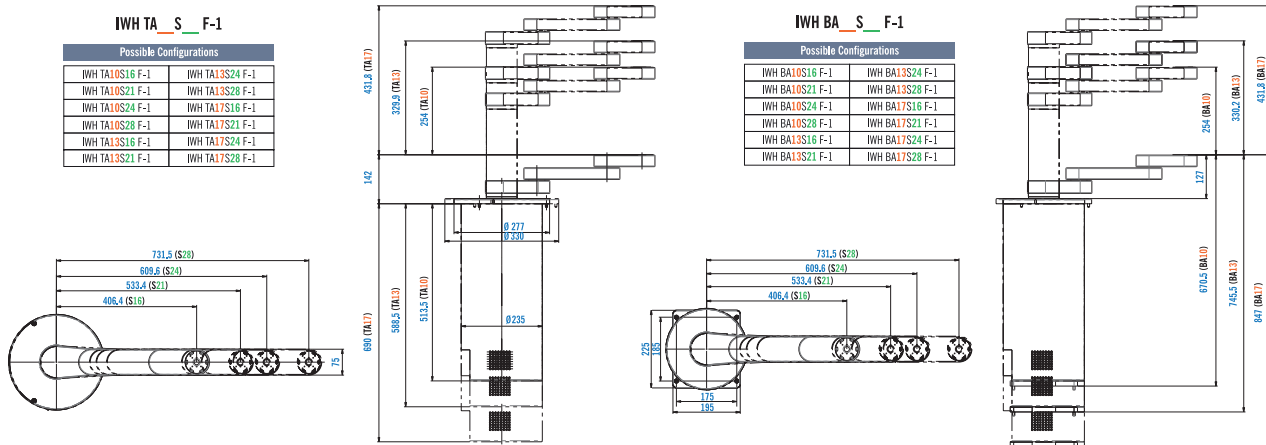 IWH TA__S__ F-1
Possible Configurations
IWH TA10S16 F-1 IWH TA13S24 F-1
IWH TA10S21 F-1 IWH TA13S28 F-1
IWH TA10S24 F-1 IWH TA17S16 F-1
IWH TA10S28 F-1 IWH TA17S21 F-1
IWH TA13S16 F-1 IWH TA17S24 F-1
IWH TA13S21 F-1 IWH TA17S28 F-1
731,5 (S28)
609,6 (S24)
533,4 (S21)
406,4 (S16)
75
431,8 (TA17)
329,9 (TA13)
254 (TA10)
142
Ø 277
Ø 330
690 (TA17)
588,5 (TA13)
513,5 (TA10)
Ø235
IWH BA__S__ F-1
Possible Configurations
IWH BA10S16 F-1 IWH BA13S24 F-1
IWH BA10S21 F-1 IWH BA13S28 F-1
IWH BA10S24 F-1 IWH BA17S16 F-1
IWH BA10S28 F-1 IWH BA17S21 F-1
IWH BA13S16 F-1 IWH BA17S24 F-1
IWH BA13S21 F-1 IWH BA17S28 F-1
731,5 (S28)
609,6 (S24)
533,4 (S21)
406,4 (S16)
225
185
175
195
254 (BA10)
330,2 (BA13)
431,8 (BA17)
127
670,5 (BA10)
745,5 (BA13)
847 (BA17)